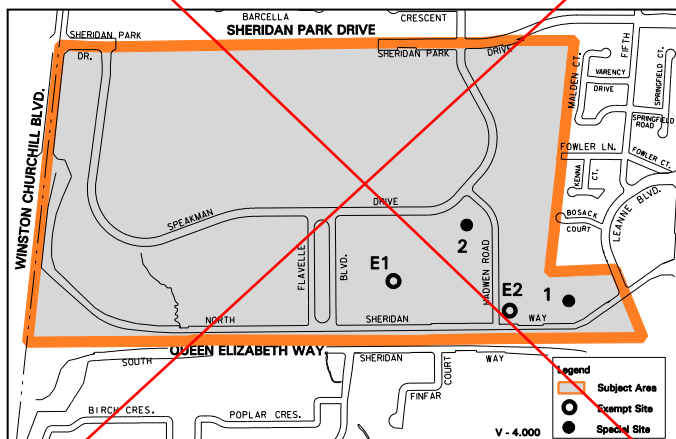 BARCELLA
CRESCENT
SHERIDAN PARK DRIVE
SHERIDAN PARK
DR.
SHERIDAN PARK
DRIVE
MALDEN CT.
FIFTH
SPRINGFIELD CT.
VARENCY
DRIVE
SPRINGFIELD
ROAD
FOWLER LN.
FOWLER CT.
KENNA
CT.
BOSACK
COURT
LEANNE BLVD.
WINSTON CHURCHILL BLVD.
SPEAKMAN
DRIVE
FLAVELLE
BLVD.
HADWEN ROAD
2
E1
E2
1
NORTH
SHERIDAN
WAY
QUEEN ELIZABETH WAY
SOUTH
SHERIDAN
WAY
FINFAR
COURT
BIRCH CRES.
POPLAR CRES.
V - 4.000
Legend
Subject Area
Exempt Site
Special Site